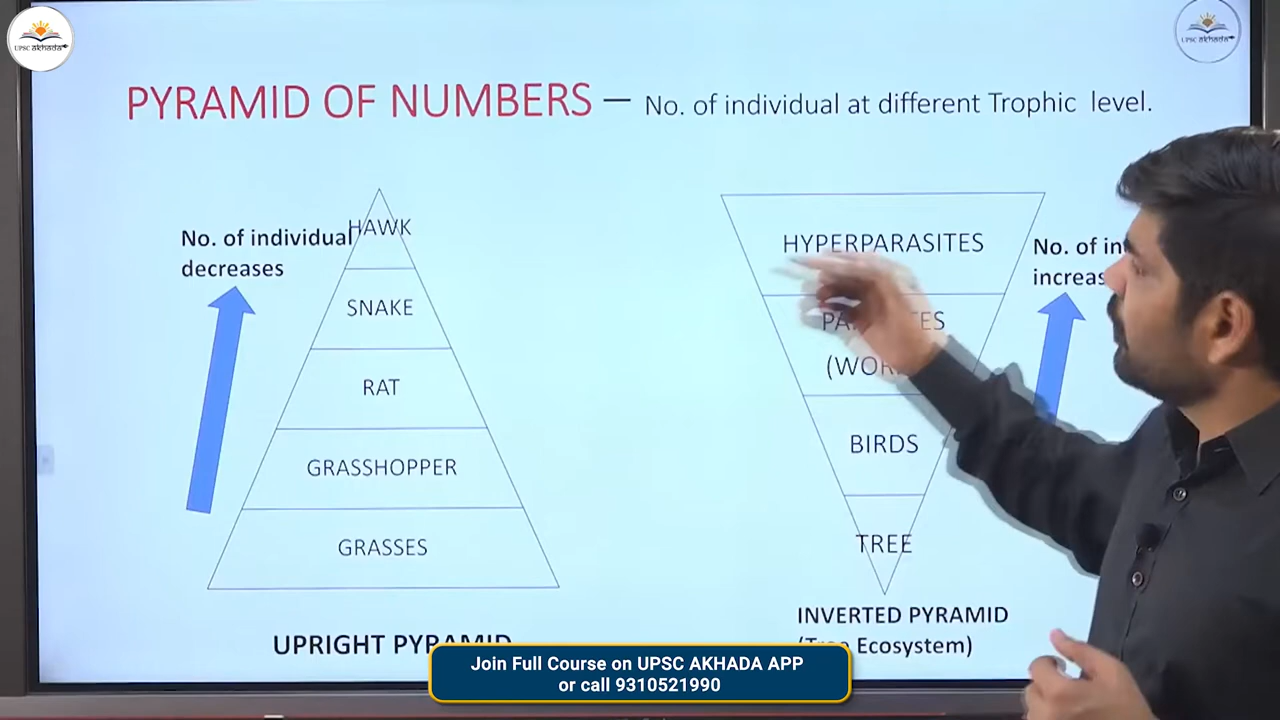 UPSC akhada
UPSC akhada
PYRAMID OF NUMBERS — No. of individual at different Trophic level.
No. of individual
decreases
HAWK
SNAKE
RAT
GRASSHOPPER
GRASSES
UPRIGHT PYRAMID
HYPERPARASITES
BIRDS
TREE
No. of
INVERTED PYRAMID
Ecosystem)
Join Full Course on UPSC AKHADA APP
or call 9310521990